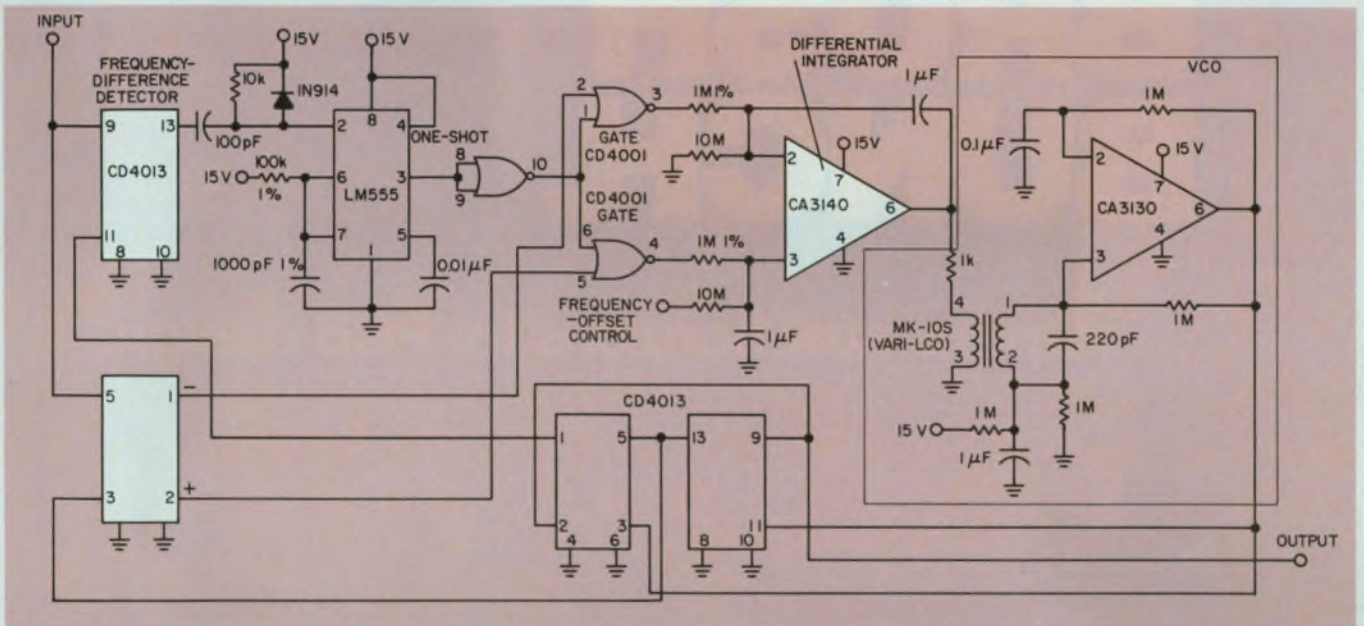 INPUT
15V
15V
FREQUENCY-
DIFFERENCE
DETECTOR
10k
1N914
9
13
CD4013
11
8
10
100pF
2
8
4
ONE-SHOT
100k
15V
1%
6
3
LM555
7
5
1
1000pF 1%
0.01μF
8
9
10
2
1
3
GATE
CD4001
CD4001
GATE
6
5
4
1M 1%
10M
1M 1%
10M
FREQUENCY
-OFFSET
CONTROL
1μF
DIFFERENTIAL
INTEGRATOR
1μF
2
15V
7
CA3140
6
3
4
VCO
1M
0.1μF
2
15V
7
CA3130
6
3
4
1k
4
1
MK-10S
(VARI-LCO)
3
2
220pF
1M
15V
1M
1M
1μF
5
1
−
3
2
+
CD4013
1
5
2
3
4
6
13
9
11
8
10
OUTPUT